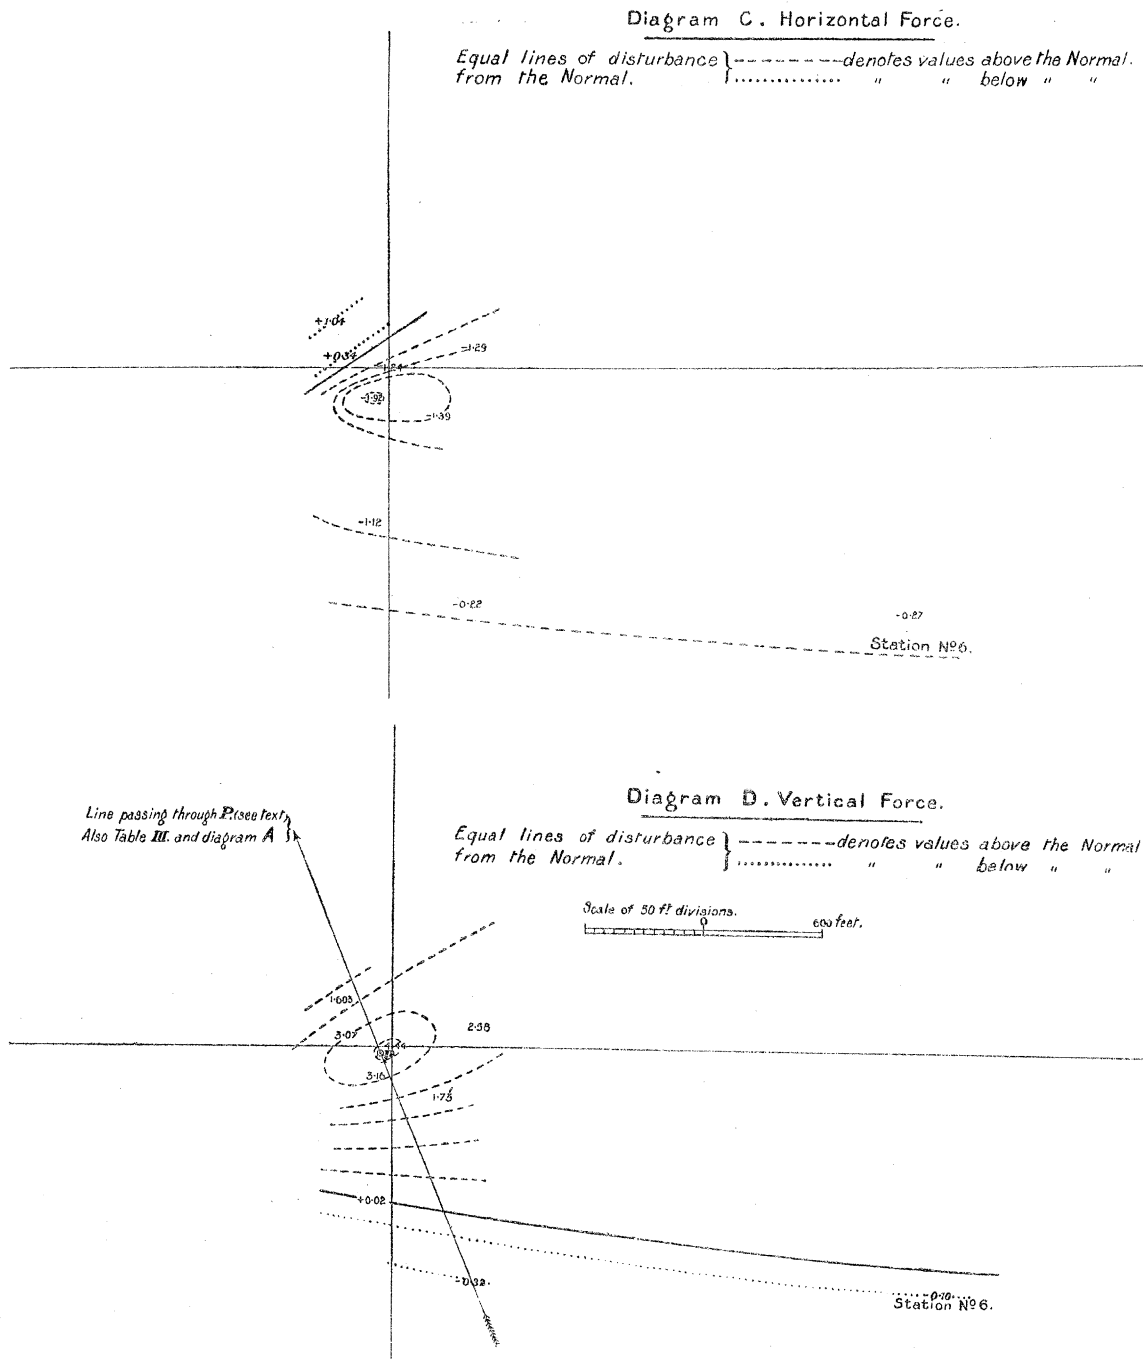 Diagram C. Horizontal Force.
Equal lines of disturbance } -------- denotes values above the Normal.
from the Normal. } ............... " " below " "
+1·04
+0·34
-1·29
-1·39
-1·12
-0·22
-0·27
Station Nº6.
Diagram D. Vertical Force.
Line passing through P. (see text)
Also Table III. and diagram A }
Equal lines of disturbance } -------- denotes values above the Normal
from the Normal. } ............... " " below " "
Scale of 50 ft divisions.
0 600 feet.
1·603
3·07
2·58
3·16
1·75
+0·02
-0·32.
-0·10
Station Nº6.